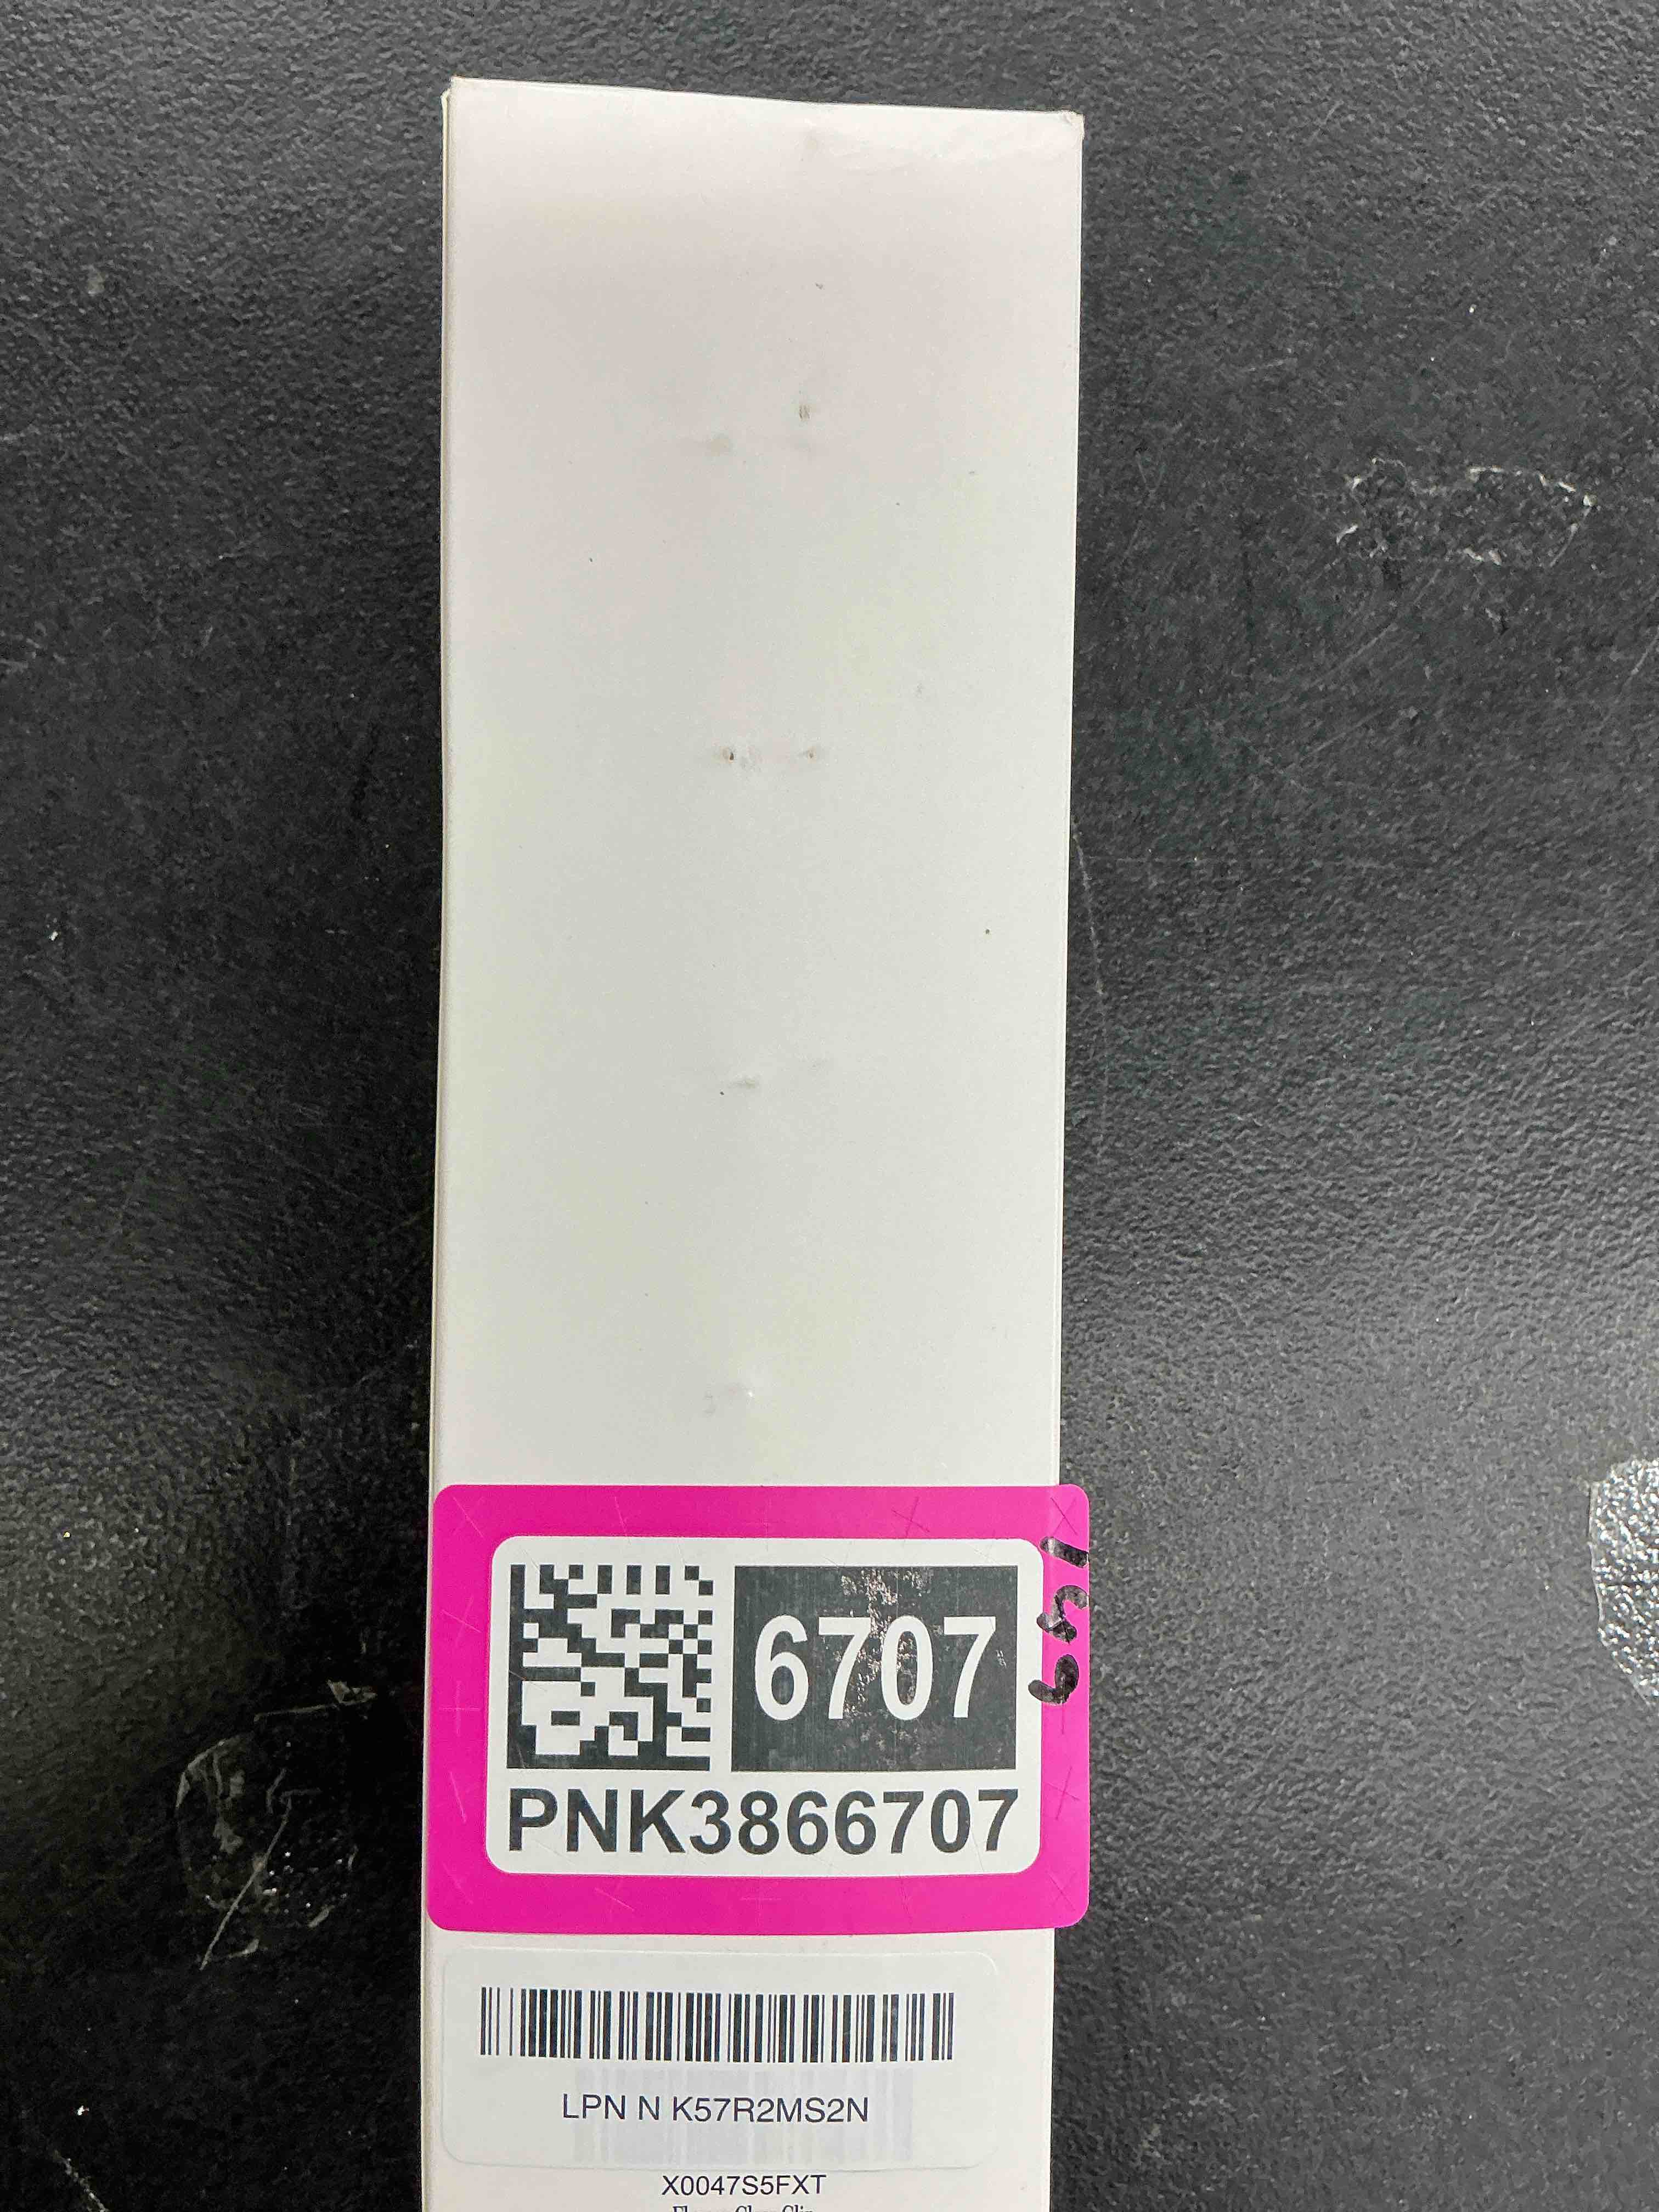 6707
PNK3866707
LPN N K57R2MS2N
X0047S5FXT